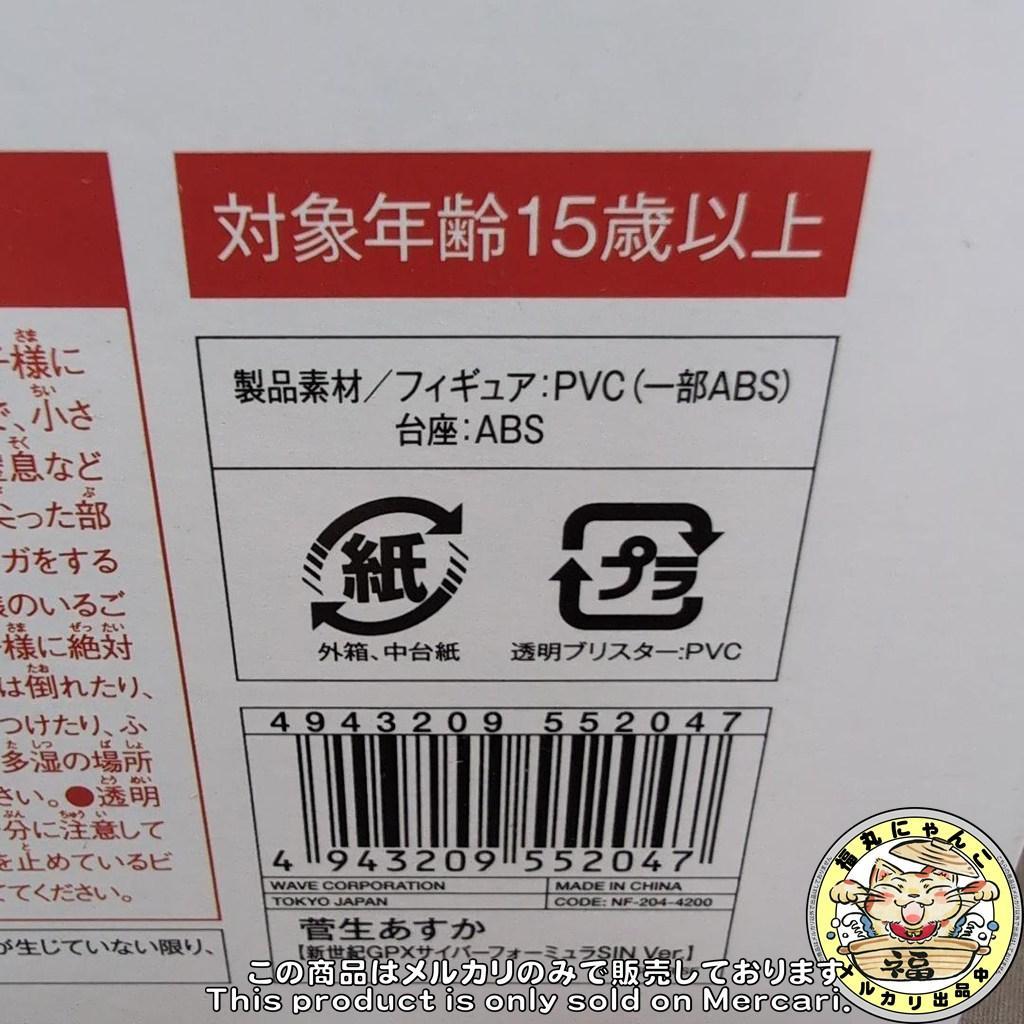 対象年齢15歳以上
製品素材/フィギュア:PVC(一部ABS)
台座:ABS
紙
プラ
外箱、中台紙
透明ブリスター:PVC
4943209 552047
4 943209 552047
WAVE CORPORATION
TOKYO JAPAN
MADE IN CHINA
CODE: NF-204-4200
菅生あすか
【新世紀GPXサイバーフォーミュラSIN Ver.】
様に
、小さ
息など
った部
ガをする
のいるご
様に絶対
は倒れたり、
つけたり、ふ
多湿の場所
さい。●透明
分に注意して
を止めているビ
てください。
が生じていない限り、
この商品はメルカリのみで販売しております。
This product is only sold on Mercari.
福丸にゃんこ
福
メルカリ出品中